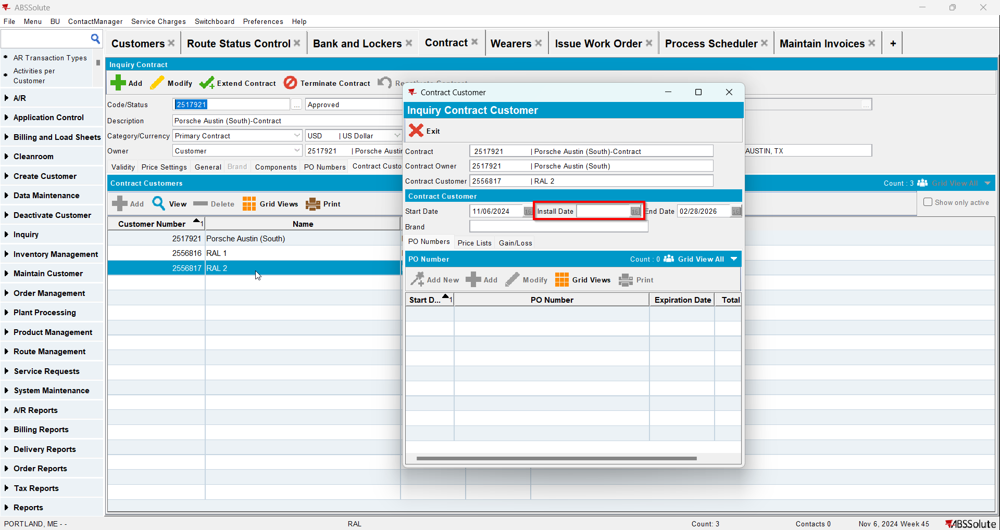 ABSSolute
File Menu BU ContactManager Service Charges Switchboard Preferences Help
Customers Route Status Control Bank and Lockers Contract Wearers Issue Work Order Process Scheduler Maintain Invoices +
AR Transaction Types
Activities per
Customer
A/R
Application Control
Billing and Load Sheets
Cleanroom
Create Customer
Data Maintenance
Deactivate Customer
Inquiry
Inventory Management
Maintain Customer
Order Management
Plant Processing
Product Management
Route Management
Service Requests
System Maintenance
A/R Reports
Billing Reports
Delivery Reports
Order Reports
Tax Reports
Reports
Inquiry Contract
Add Modify Extend Contract Terminate Contract Reactivate Contract
Code/Status 2517921 ... Approved ...
Description Porsche Austin (South)-Contract
Category/Currency Primary Contract USD | US Dollar
Owner Customer 2517921 | Porsche Austin AUSTIN, TX
Validity Price Settings General Brand Components PO Numbers Contract Custo
Contract Customers Count : 3 Grid View All
Add View Delete Grid Views Print Show only active
Customer Number 1 Name
2517921 Porsche Austin (South)
2556816 RAL 1
2556817 RAL 2
Contract Customer
Inquiry Contract Customer
Exit
Contract 2517921 | Porsche Austin (South)-Contract
Contract Owner 2517921 | Porsche Austin (South)
Contract Customer 2556817 | RAL 2
Contract Customer
Start Date 11/06/2024 15 Install Date 15 End Date 02/28/2026 15
Brand
PO Numbers Price Lists Gain/Loss
PO Number Count : 0 Grid View All
Add New Add Modify Grid Views Print
Start D... 1 PO Number Expiration Date Total
PORTLAND, ME - - RAL Count: 3 Contacts 0 Nov 6, 2024 Week 45 ABSSolute